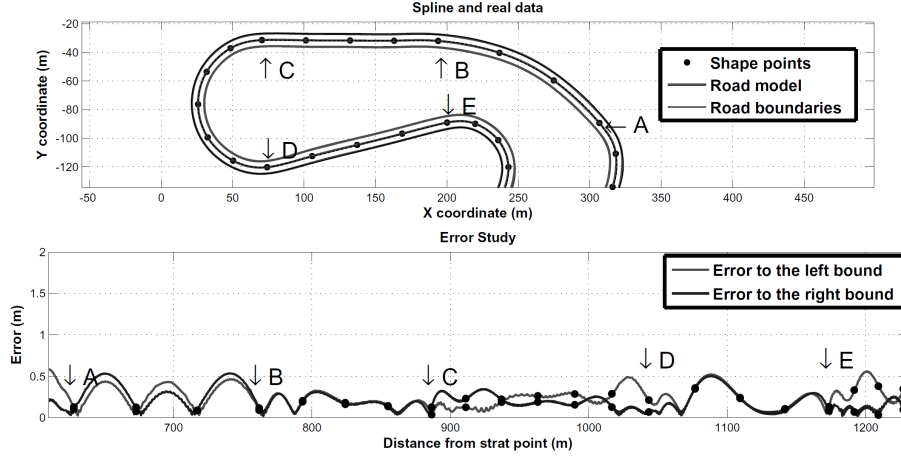 Spline and real data
-20
-40
-60
-80
-100
-120
Y coordinate (m)
C
B
E
A
D
Shape points
Road model
Road boundaries
-50
0
50
100
150
200
250
300
350
400
450
X coordinate (m)
Error Study
2
1.5
1
0.5
0
Error (m)
Error to the left bound
Error to the right bound
A
B
C
D
E
700
800
900
1000
1100
1200
Distance from strat point (m)